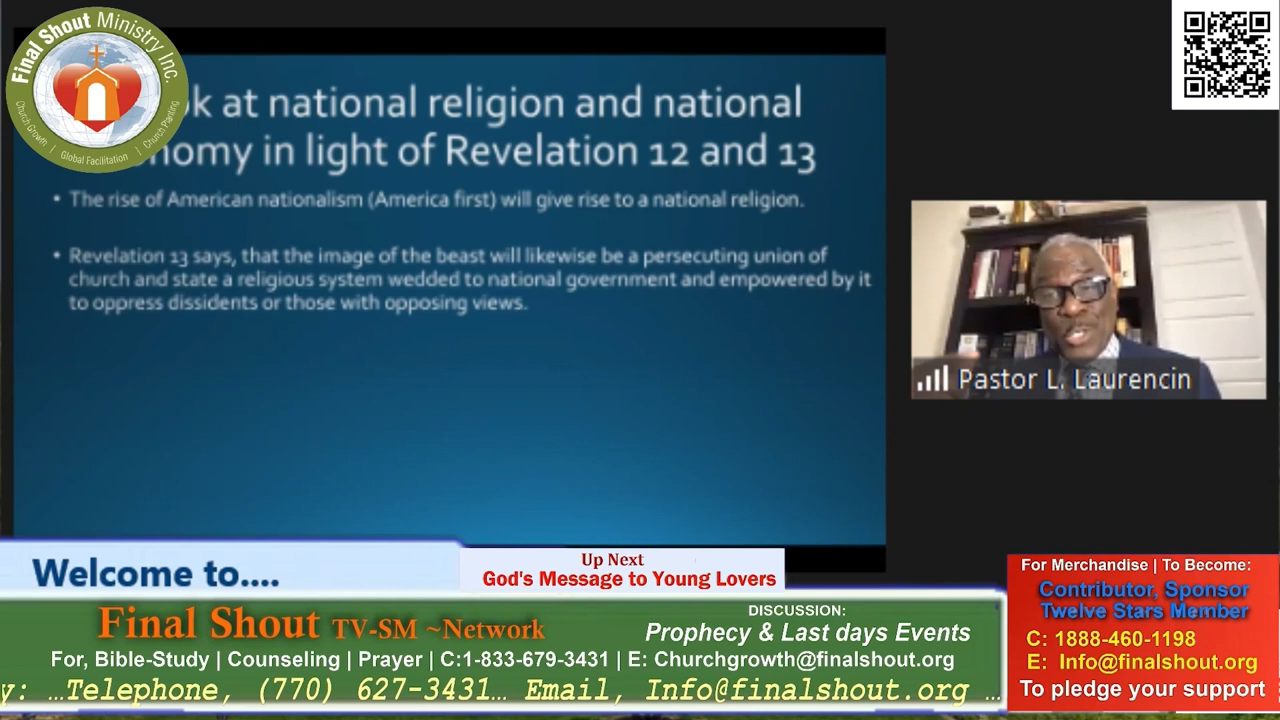 Final Shout Ministry Inc.
Church Growth | Global Facilitation | Church Planting
ok at national religion and national
nomy in light of Revelation 12 and 13
• The rise of American nationalism (America first) will give rise to a national religion.
• Revelation 13 says, that the image of the beast will likewise be a persecuting union of
church and state a religious system wedded to national government and empowered by it
to oppress dissidents or those with opposing views.
Pastor L. Laurencin
Welcome to....
Up Next
God's Message to Young Lovers
Final Shout TV-SM ~Network
DISCUSSION:
Prophecy & Last days Events
For, Bible-Study | Counseling | Prayer | C:1-833-679-3431 | E: Churchgrowth@finalshout.org
y: ...Telephone, (770) 627-3431... Email, Info@finalshout.org ...
For Merchandise | To Become:
Contributor, Sponsor
Twelve Stars Member
C: 1888-460-1198
E: Info@finalshout.org
To pledge your support